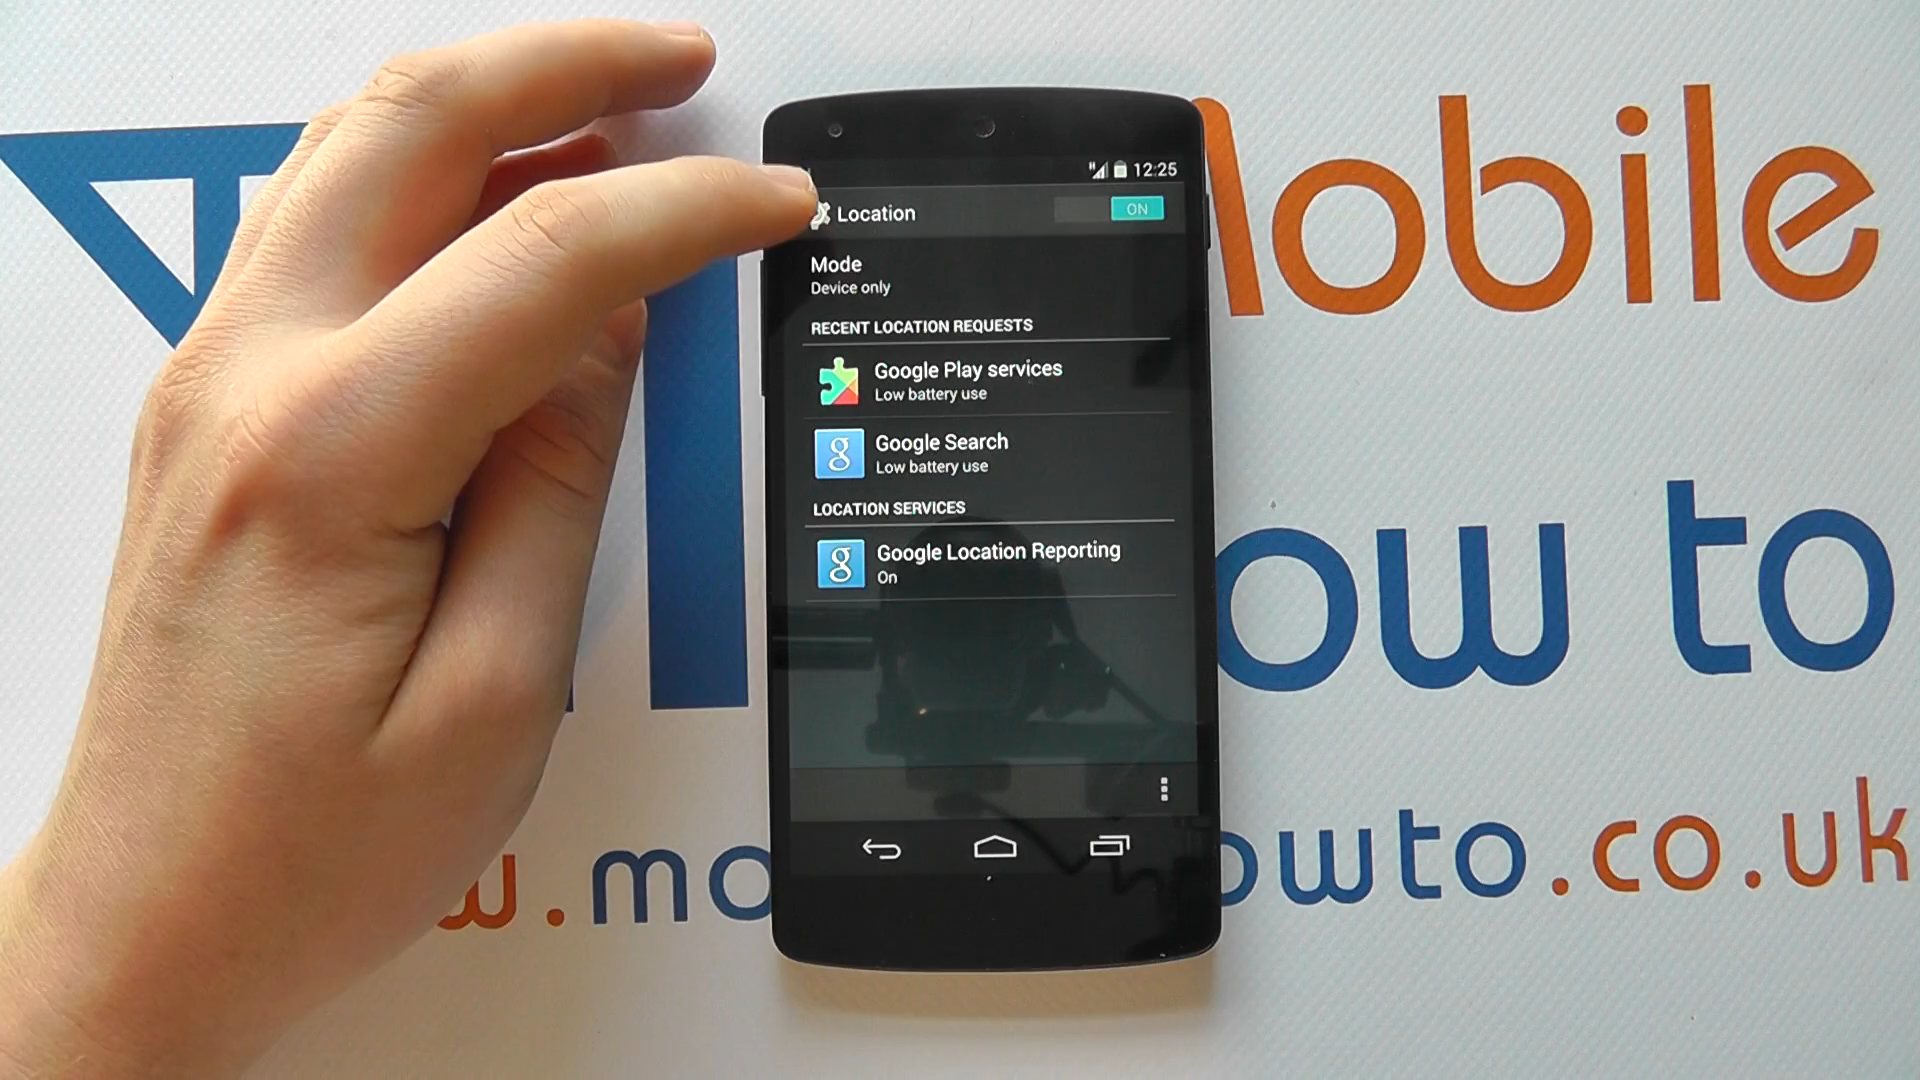 Mobile
12:25
Location
ON
Mode
Device only
RECENT LOCATION REQUESTS
Google Play services
Low battery use
g
Google Search
Low battery use
LOCATION SERVICES
g
Google Location Reporting
On
ow to
w.mo owto.co.uk